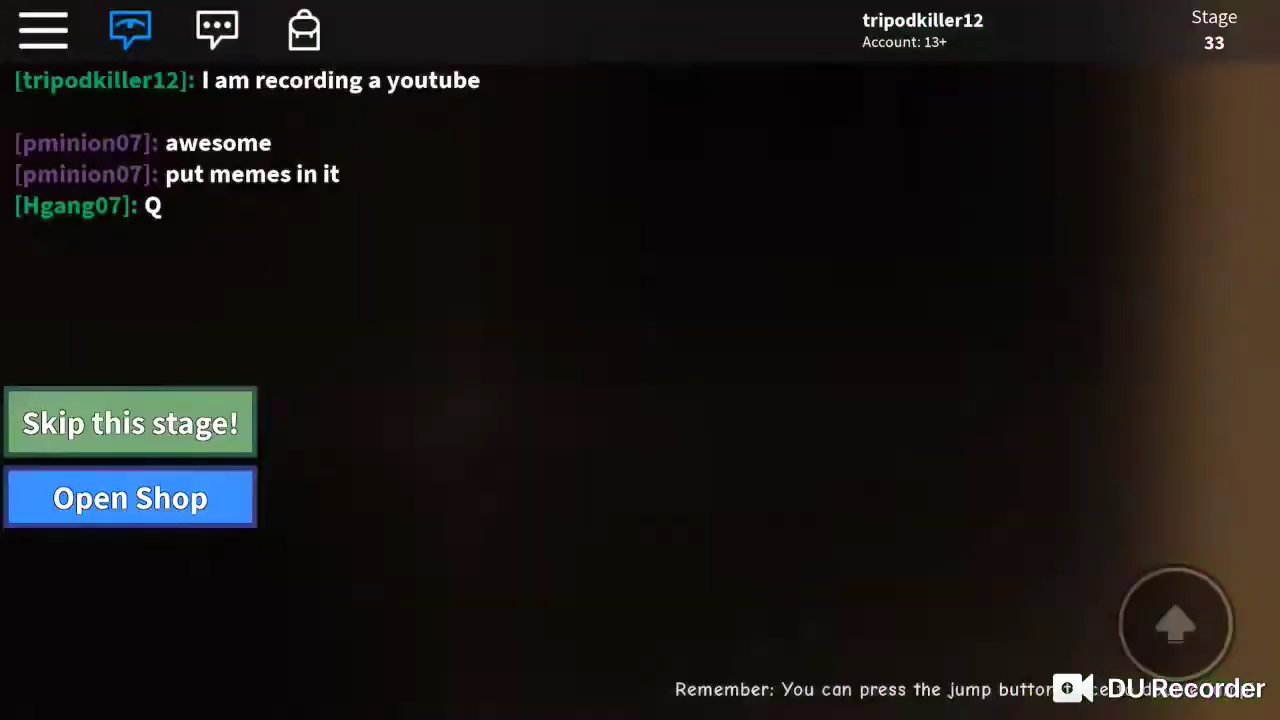 tripodkiller12
Account: 13+
Stage
33
[tripodkiller12]: I am recording a youtube
[pminion07]: awesome
[pminion07]: put memes in it
[Hgang07]: Q
Skip this stage!
Open Shop
Remember: You can press the jump button
DU Recorder